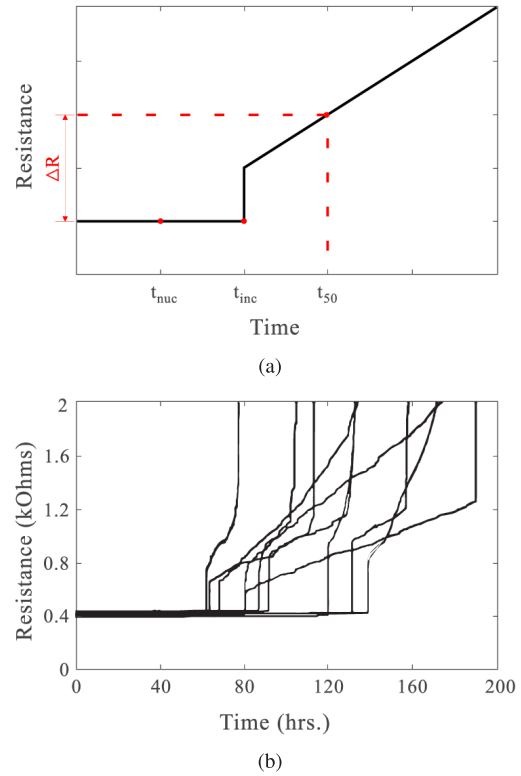 Resistance
ΔR
t_nuc t_inc t_50
Time
(a)
Resistance (kOhms)
2
1.6
1.2
0.8
0.4
0
0 40 80 120 160 200
Time (hrs.)
(b)